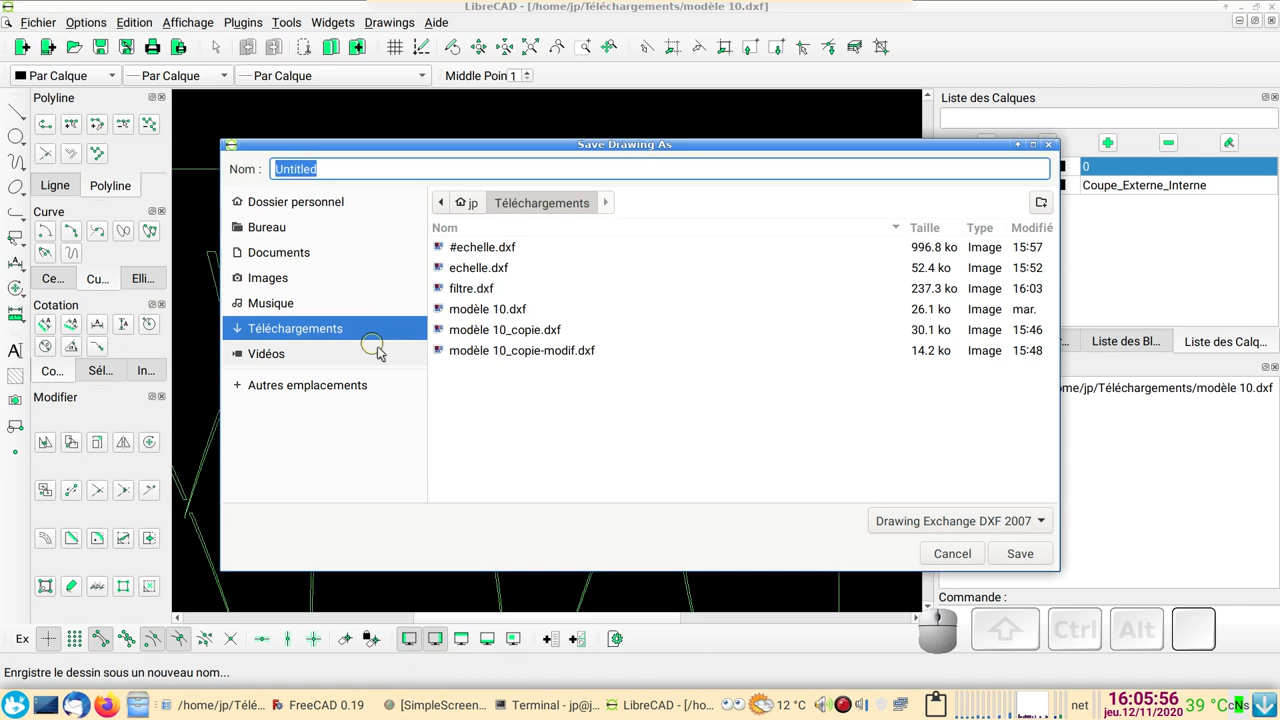 LibreCAD - [/home/jp/Téléchargements/modèle 10.dxf]
Fichier Options Edition Affichage Plugins Tools Widgets Drawings Aide
Par Calque Par Calque Par Calque Middle Poin 1
Polyline
Ligne Polyline
Curve
Ce... Cu... Elli...
Cotation
Co... Sél... In...
Modifier
Save Drawing As
Nom : Untitled
Dossier personnel
Bureau
Documents
Images
Musique
Téléchargements
Vidéos
Autres emplacements
jp Téléchargements
Nom Taille Type Modifié
#echelle.dxf 996.8 ko Image 15:57
echelle.dxf 52.4 ko Image 15:52
filtre.dxf 237.3 ko Image 16:03
modèle 10.dxf 26.1 ko Image mar.
modèle 10_copie.dxf 30.1 ko Image 15:46
modèle 10_copie-modif.dxf 14.2 ko Image 15:48
Drawing Exchange DXF 2007
Cancel Save
Liste des Calques
0
Coupe_Externe_Interne
Liste des Bl... Liste des Calq...
me/jp/Téléchargements/modèle 10.dxf
Commande :
Ctrl Alt
Ex
Enregistre le dessin sous un nouveau nom...
/home/jp/Télé... FreeCAD 0.19 [SimpleScreen... Terminal - jp@j... LibreCAD - [/ho... 12 °C net 16:05:56
jeu.12/11/2020 39 °C cNs